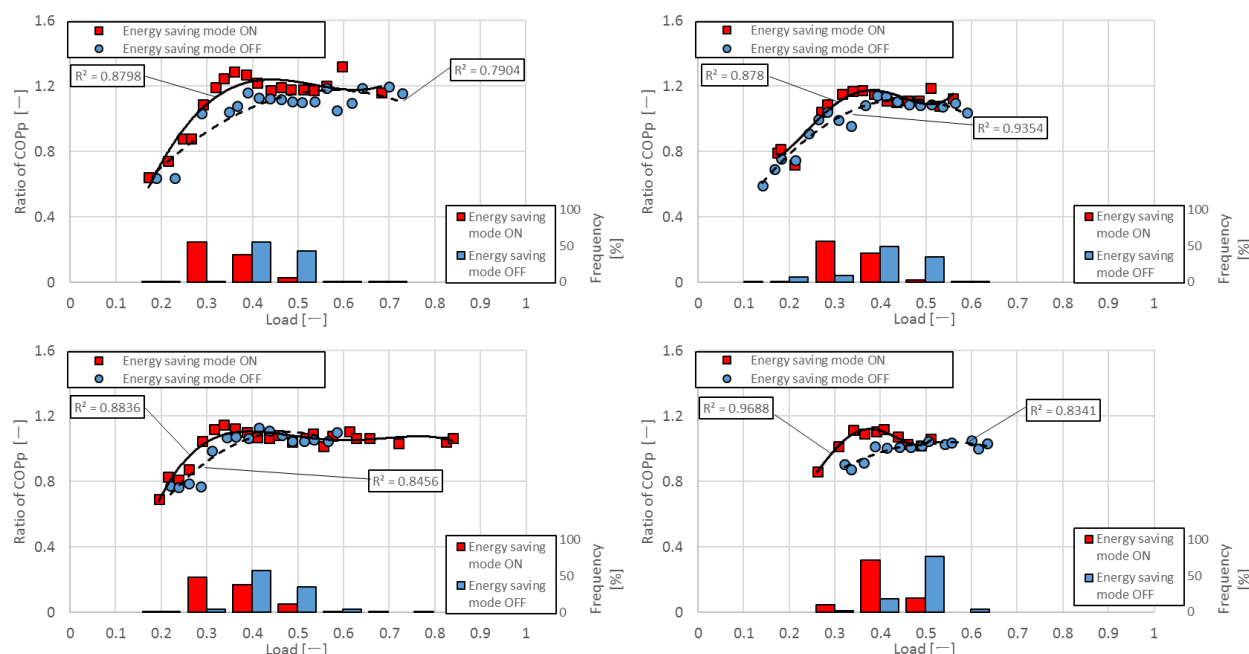 1.6
Energy saving mode ON
Energy saving mode OFF
R² = 0.8798
R² = 0.7904
1.2
0.8
0.4
0
Ratio of COPp [—]
Energy saving
mode ON
Energy saving
mode OFF
100
50
0
Frequency
[%]
0 0.1 0.2 0.3 0.4 0.5 0.6 0.7 0.8 0.9 1
Load [—]
1.6
Energy saving mode ON
Energy saving mode OFF
R² = 0.878
R² = 0.9354
1.2
0.8
0.4
0
Ratio of COPp [—]
Energy saving
mode ON
Energy saving
mode OFF
100
50
0
Frequency
[%]
0 0.1 0.2 0.3 0.4 0.5 0.6 0.7 0.8 0.9 1
Load [—]
1.6
Energy saving mode ON
Energy saving mode OFF
R² = 0.8836
R² = 0.8456
1.2
0.8
0.4
0
Ratio of COPp [—]
Energy saving
mode ON
Energy saving
mode OFF
100
50
0
Frequency
[%]
0 0.1 0.2 0.3 0.4 0.5 0.6 0.7 0.8 0.9 1
Load [—]
1.6
Energy saving mode ON
Energy saving mode OFF
R² = 0.9688
R² = 0.8341
1.2
0.8
0.4
0
Ratio of COPp [—]
Energy saving
mode ON
Energy saving
mode OFF
100
50
0
Frequency
[%]
0 0.1 0.2 0.3 0.4 0.5 0.6 0.7 0.8 0.9 1
Load [—]